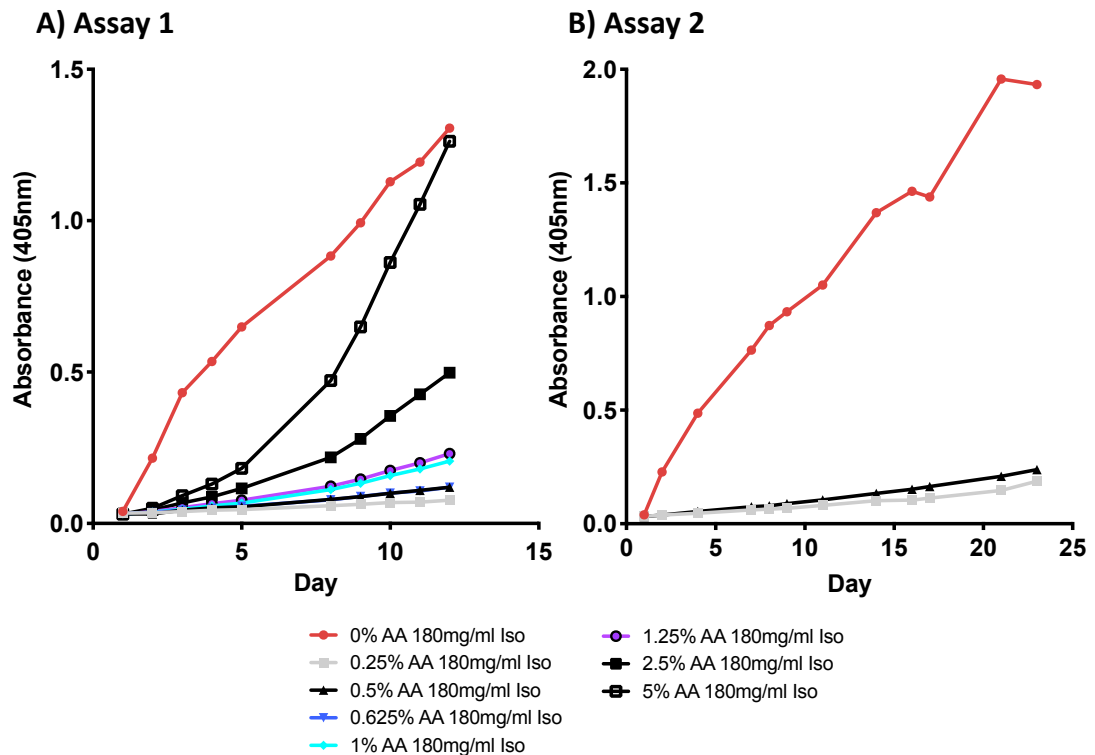 A) Assay 1
1.5
1.0
0.5
0.0
0 5 10 15
Absorbance (405nm)
Day
B) Assay 2
2.0
1.5
1.0
0.5
0.0
0 5 10 15 20 25
Absorbance (405nm)
Day
0% AA 180mg/ml Iso
0.25% AA 180mg/ml Iso
0.5% AA 180mg/ml Iso
0.625% AA 180mg/ml Iso
1% AA 180mg/ml Iso
1.25% AA 180mg/ml Iso
2.5% AA 180mg/ml Iso
5% AA 180mg/ml Iso